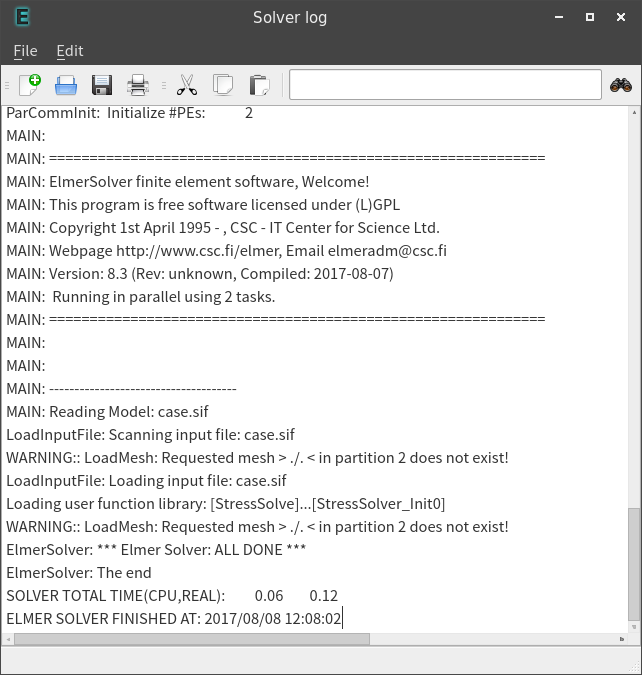 E
Solver log
File Edit
ParCommInit: Initialize #PEs: 2
MAIN:
MAIN: =============================================================
MAIN: ElmerSolver finite element software, Welcome!
MAIN: This program is free software licensed under (L)GPL
MAIN: Copyright 1st April 1995 - , CSC - IT Center for Science Ltd.
MAIN: Webpage http://www.csc.fi/elmer, Email elmeradm@csc.fi
MAIN: Version: 8.3 (Rev: unknown, Compiled: 2017-08-07)
MAIN: Running in parallel using 2 tasks.
MAIN: =============================================================
MAIN:
MAIN:
MAIN: -------------------------------------
MAIN: Reading Model: case.sif
LoadInputFile: Scanning input file: case.sif
WARNING:: LoadMesh: Requested mesh > ./. < in partition 2 does not exist!
LoadInputFile: Loading input file: case.sif
Loading user function library: [StressSolve]...[StressSolver_Init0]
WARNING:: LoadMesh: Requested mesh > ./. < in partition 2 does not exist!
ElmerSolver: *** Elmer Solver: ALL DONE ***
ElmerSolver: The end
SOLVER TOTAL TIME(CPU,REAL): 0.06 0.12
ELMER SOLVER FINISHED AT: 2017/08/08 12:08:02